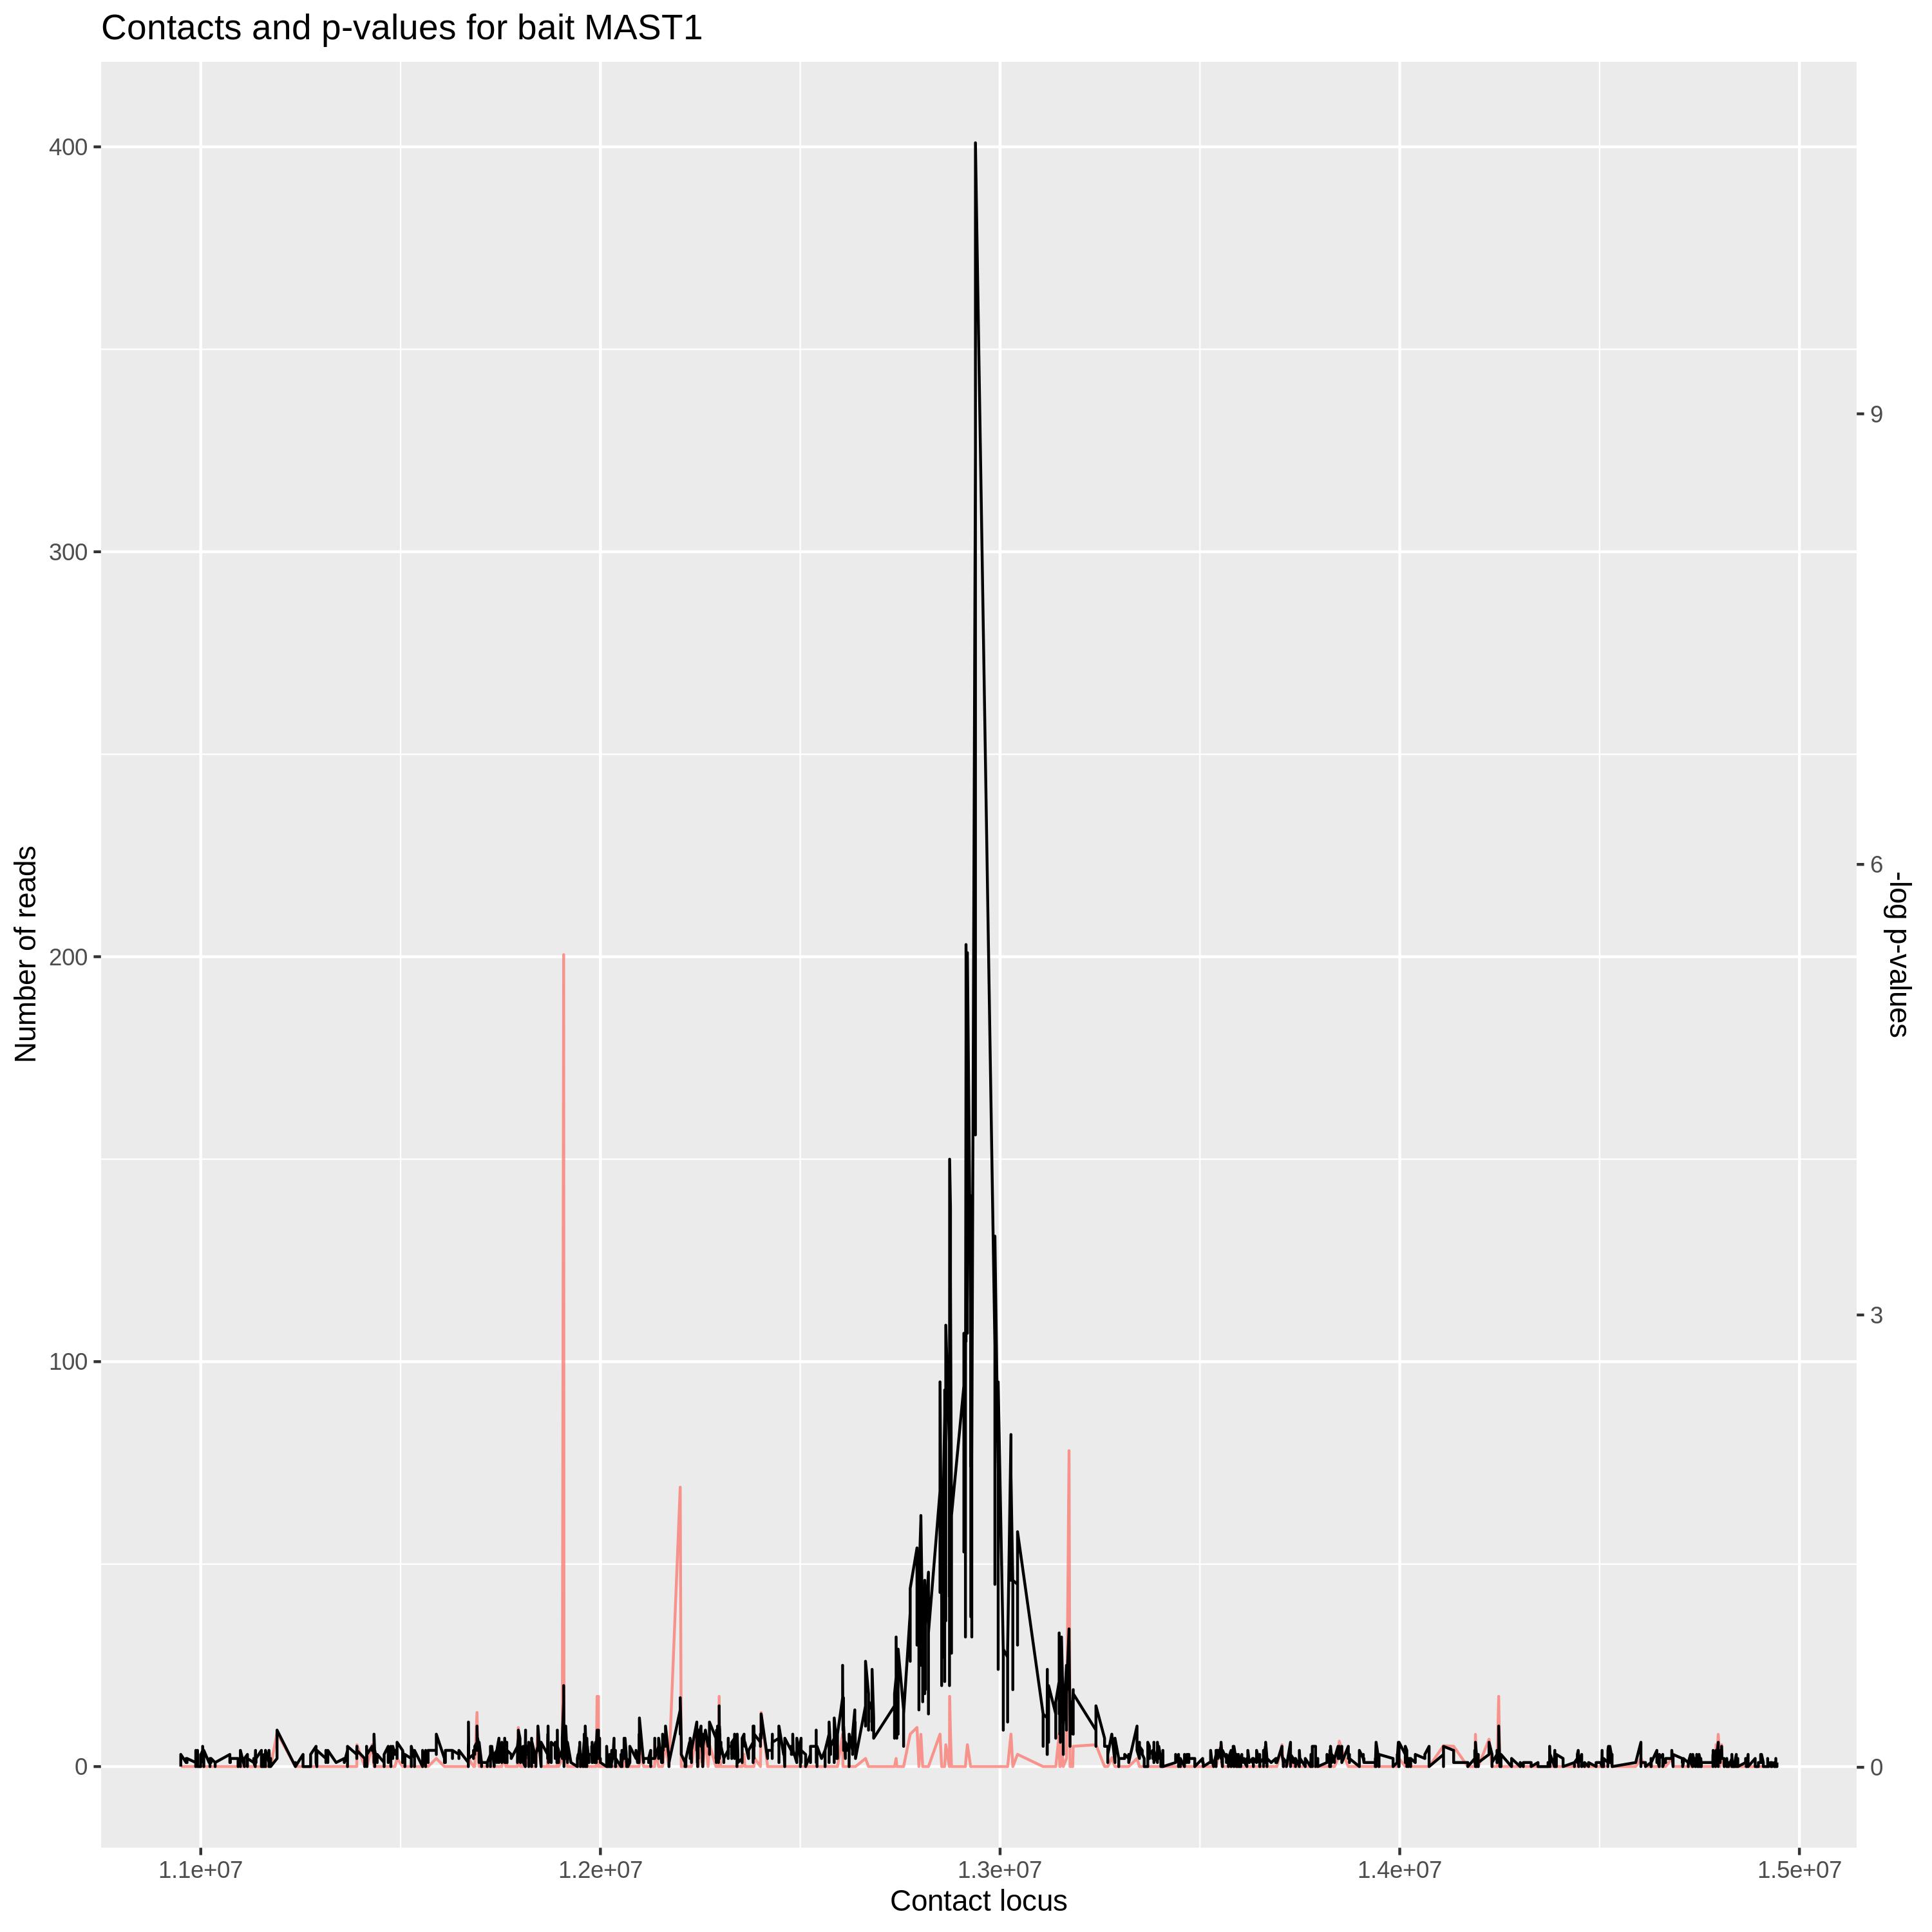 Contacts and p-values for bait MAST1
Number of reads
400
300
200
100
0
9
6
3
0
-log p-values
1.1e+07
1.2e+07
1.3e+07
1.4e+07
1.5e+07
Contact locus